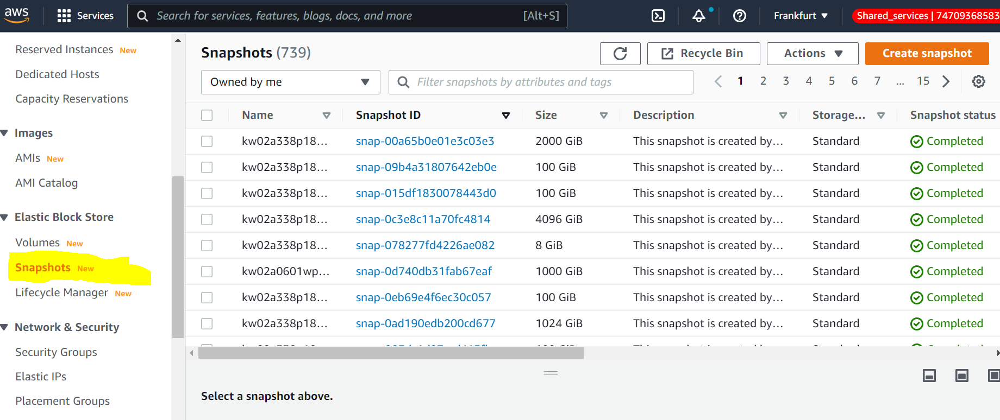 aws Services Search for services, features, blogs, docs, and more [Alt+S] Frankfurt Shared_services | 74709368583
Reserved Instances New
Dedicated Hosts
Capacity Reservations
Images
AMIs New
AMI Catalog
Elastic Block Store
Volumes New
Snapshots New
Lifecycle Manager New
Network & Security
Security Groups
Elastic IPs
Placement Groups
Snapshots (739) Recycle Bin Actions Create snapshot
Owned by me Filter snapshots by attributes and tags 1 2 3 4 5 6 7 ... 15
Name Snapshot ID Size Description Storage... Snapshot status
kw02a338p18... snap-00a65b0e01e3c03e3 2000 GiB This snapshot is created by... Standard Completed
kw02a338p18... snap-09b4a31807642eb0e 100 GiB This snapshot is created by... Standard Completed
kw02a338p18... snap-015df1830078443d0 100 GiB This snapshot is created by... Standard Completed
kw02a338p18... snap-0c3e8c11a70fc4814 4096 GiB This snapshot is created by... Standard Completed
kw02a338p18... snap-078277fd4226ae082 8 GiB This snapshot is created by... Standard Completed
kw02a0601wp... snap-0d740db31fab67eaf 1000 GiB This snapshot is created by... Standard Completed
kw02a338p18... snap-0eb69e4f6ec30c057 100 GiB This snapshot is created by... Standard Completed
kw02a338p18... snap-0ad190edb200cd677 1024 GiB This snapshot is created by... Standard Completed
Select a snapshot above.